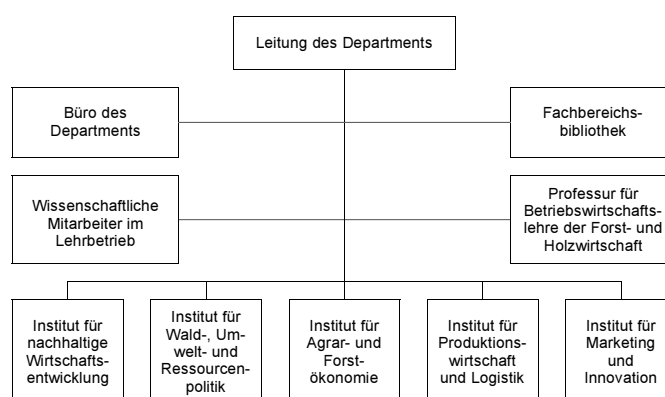 Leitung des Departments
Büro des
Departments
Fachbereichs-
bibliothek
Wissenschaftliche
Mitarbeiter im
Lehrbetrieb
Professur für
Betriebswirtschafts-
lehre der Forst- und
Holzwirtschaft
Institut für
nachhaltige
Wirtschafts-
entwicklung
Institut für
Wald-, Um-
welt- und
Ressourcen-
politik
Institut für
Agrar- und
Forst-
ökonomie
Institut für
Produktions-
wirtschaft
und Logistik
Institut für
Marketing
und
Innovation